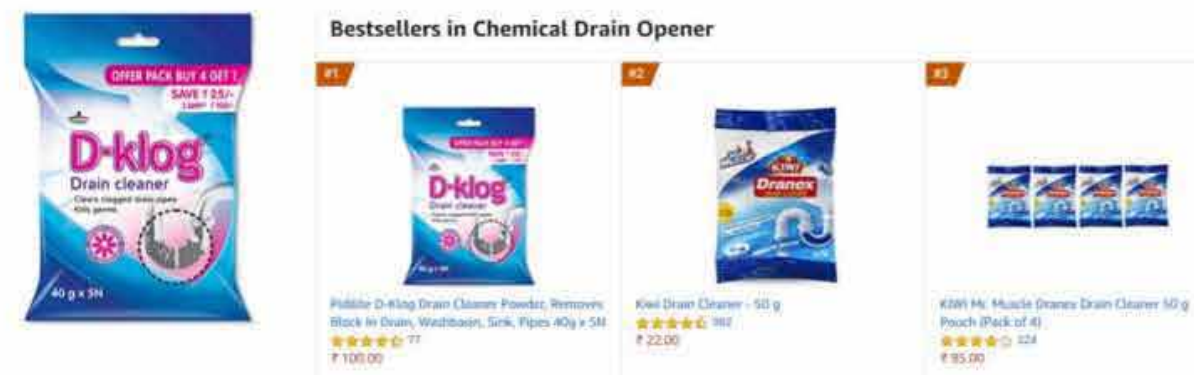 OFFER PACK BUY 4 GET 1
SAVE ₹ 25/-
D-klog
Drain cleaner
Clears clogged drain pipes
Kills germs
40 g x 5N
Bestsellers in Chemical Drain Opener
#1
D-klog
Drain cleaner
Pidilite D-Klog Drain Cleaner Powder, Removes
Block in Drain, Washbasin, Sink, Pipes 40g x 5N
77
₹ 100.00
#2
KIWI
Dranex
Kiwi Drain Cleaner - 50 g
₹ 22.00
#3
KIWI Mr. Muscle Dranex Drain Cleaner 50 g
Pouch (Pack of 4)
₹ 95.00